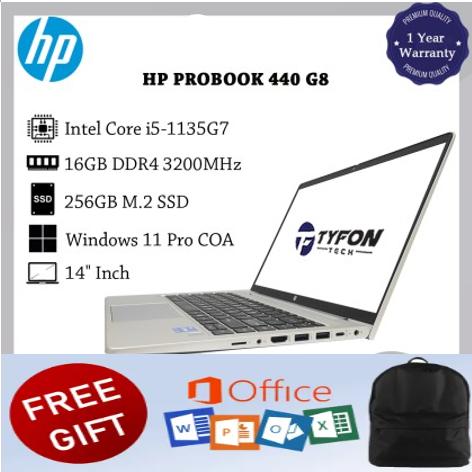 hp
PREMIUM QUALITY
1 Year
Warranty
PREMIUM QUALITY
HP PROBOOK 440 G8
Intel Core i5-1135G7
16GB DDR4 3200MHz
SSD
256GB M.2 SSD
Windows 11 Pro COA
14" Inch
TYFON
TECH
FREE
GIFT
Office
W
P
O
X